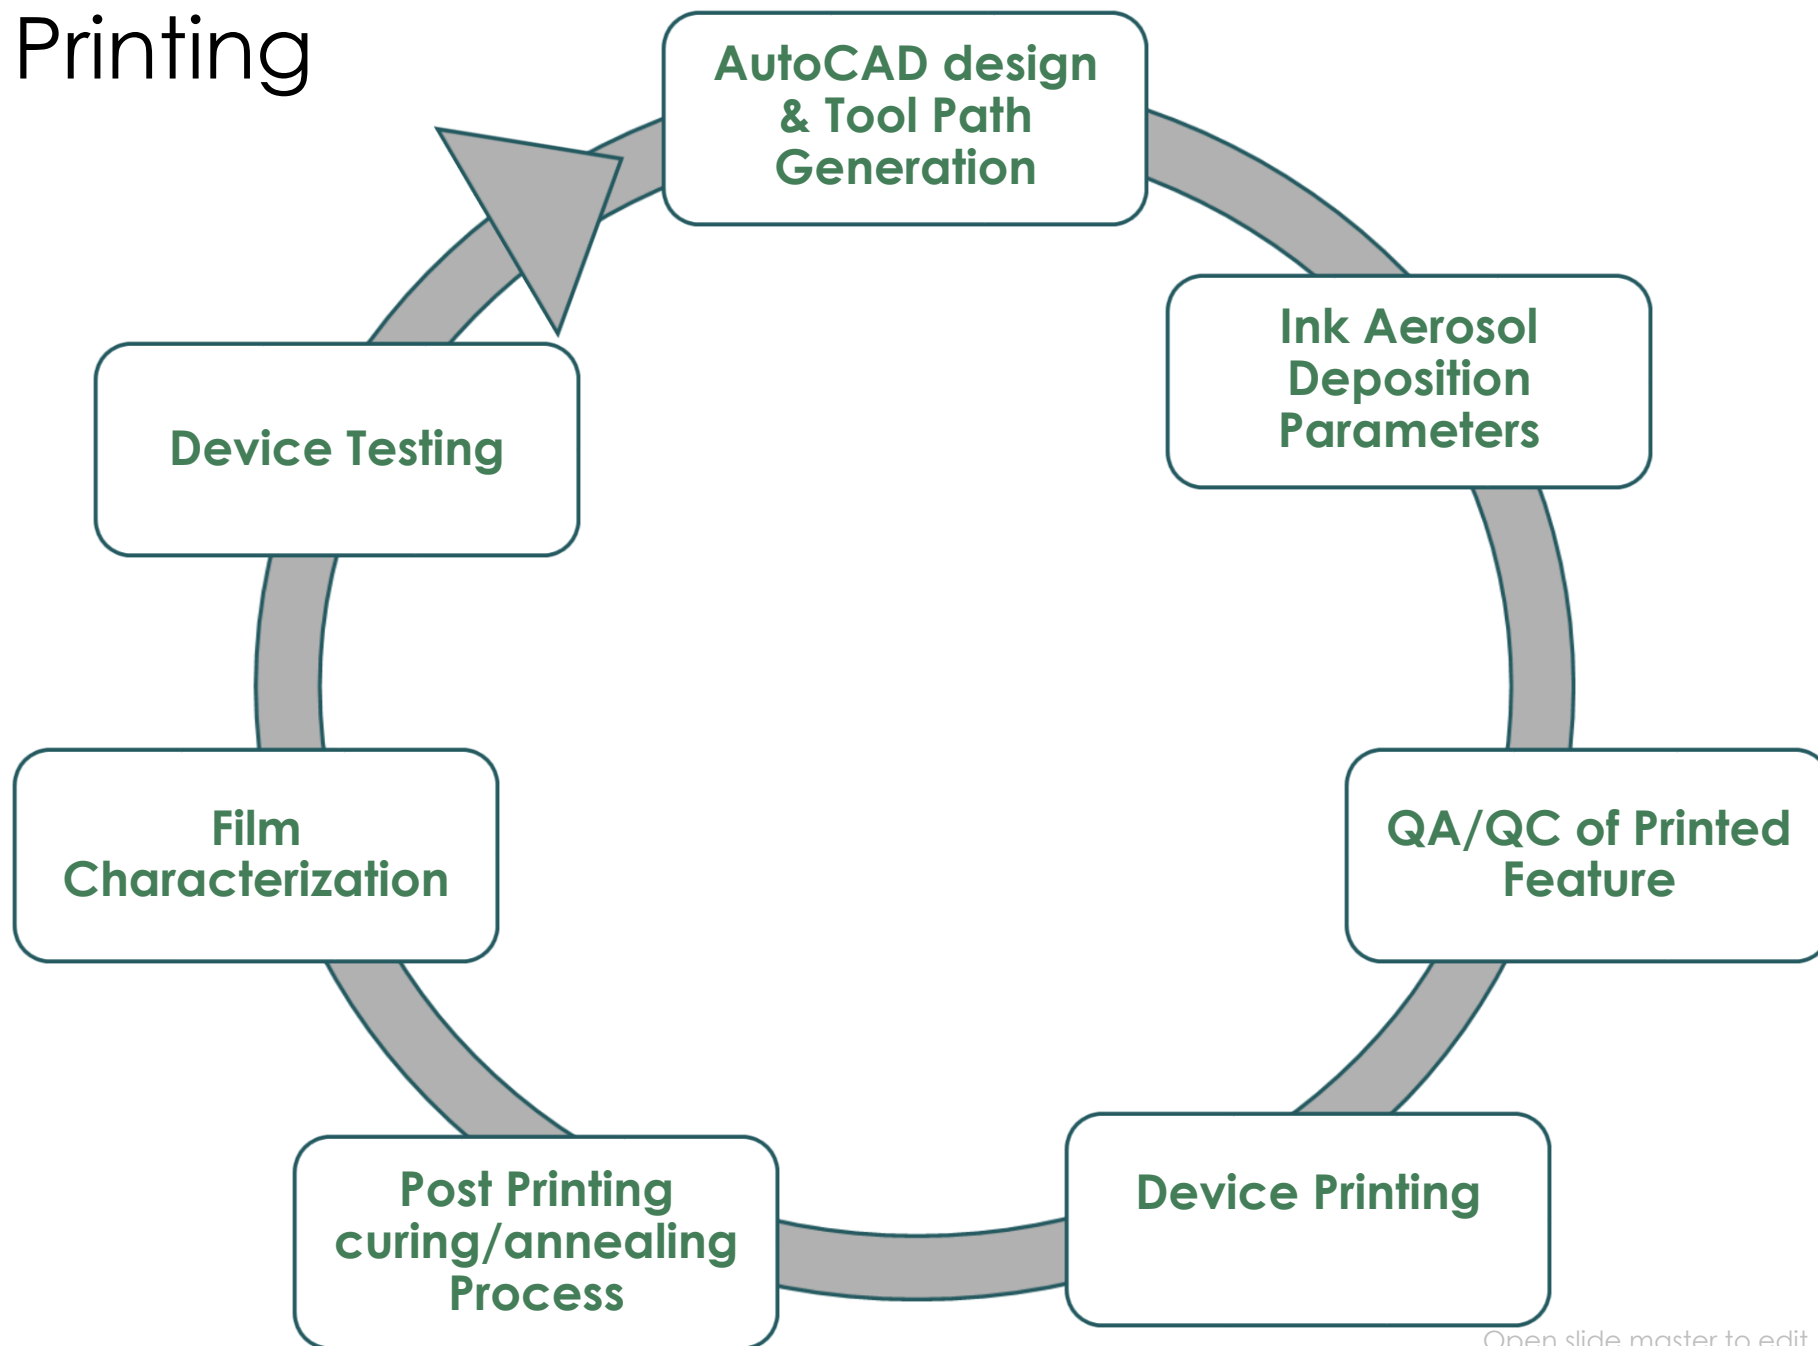 Printing
AutoCAD design
& Tool Path
Generation
Ink Aerosol
Deposition
Parameters
QA/QC of Printed
Feature
Device Printing
Post Printing
curing/annealing
Process
Film
Characterization
Device Testing
Open slide master to edit